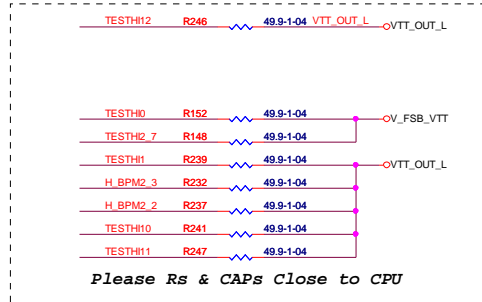 TESTHI12 R246 49.9-1-04 VTT_OUT_L VTT_OUT_L
TESTHI0 R152 49.9-1-04 V_FSB_VTT
TESTHI2_7 R148 49.9-1-04
TESTHI1 R239 49.9-1-04 VTT_OUT_L
H_BPM2_3 R232 49.9-1-04
H_BPM2_2 R237 49.9-1-04
TESTHI10 R241 49.9-1-04
TESTHI11 R247 49.9-1-04
Please Rs & CAPs Close to CPU